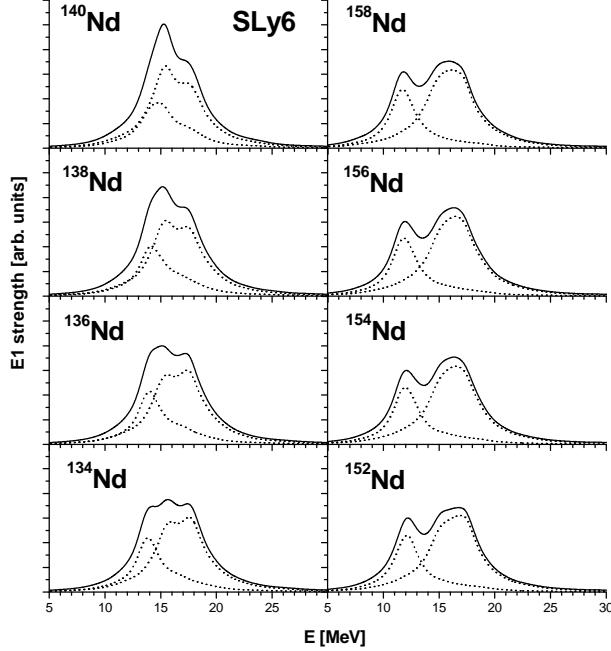 ¹⁴⁰Nd SLy6 ¹⁵⁸Nd
¹³⁸Nd ¹⁵⁶Nd
¹³⁶Nd ¹⁵⁴Nd
¹³⁴Nd ¹⁵²Nd
E1 strength [arb. units]
5 10 15 20 25 5 10 15 20 25 30
E [MeV]